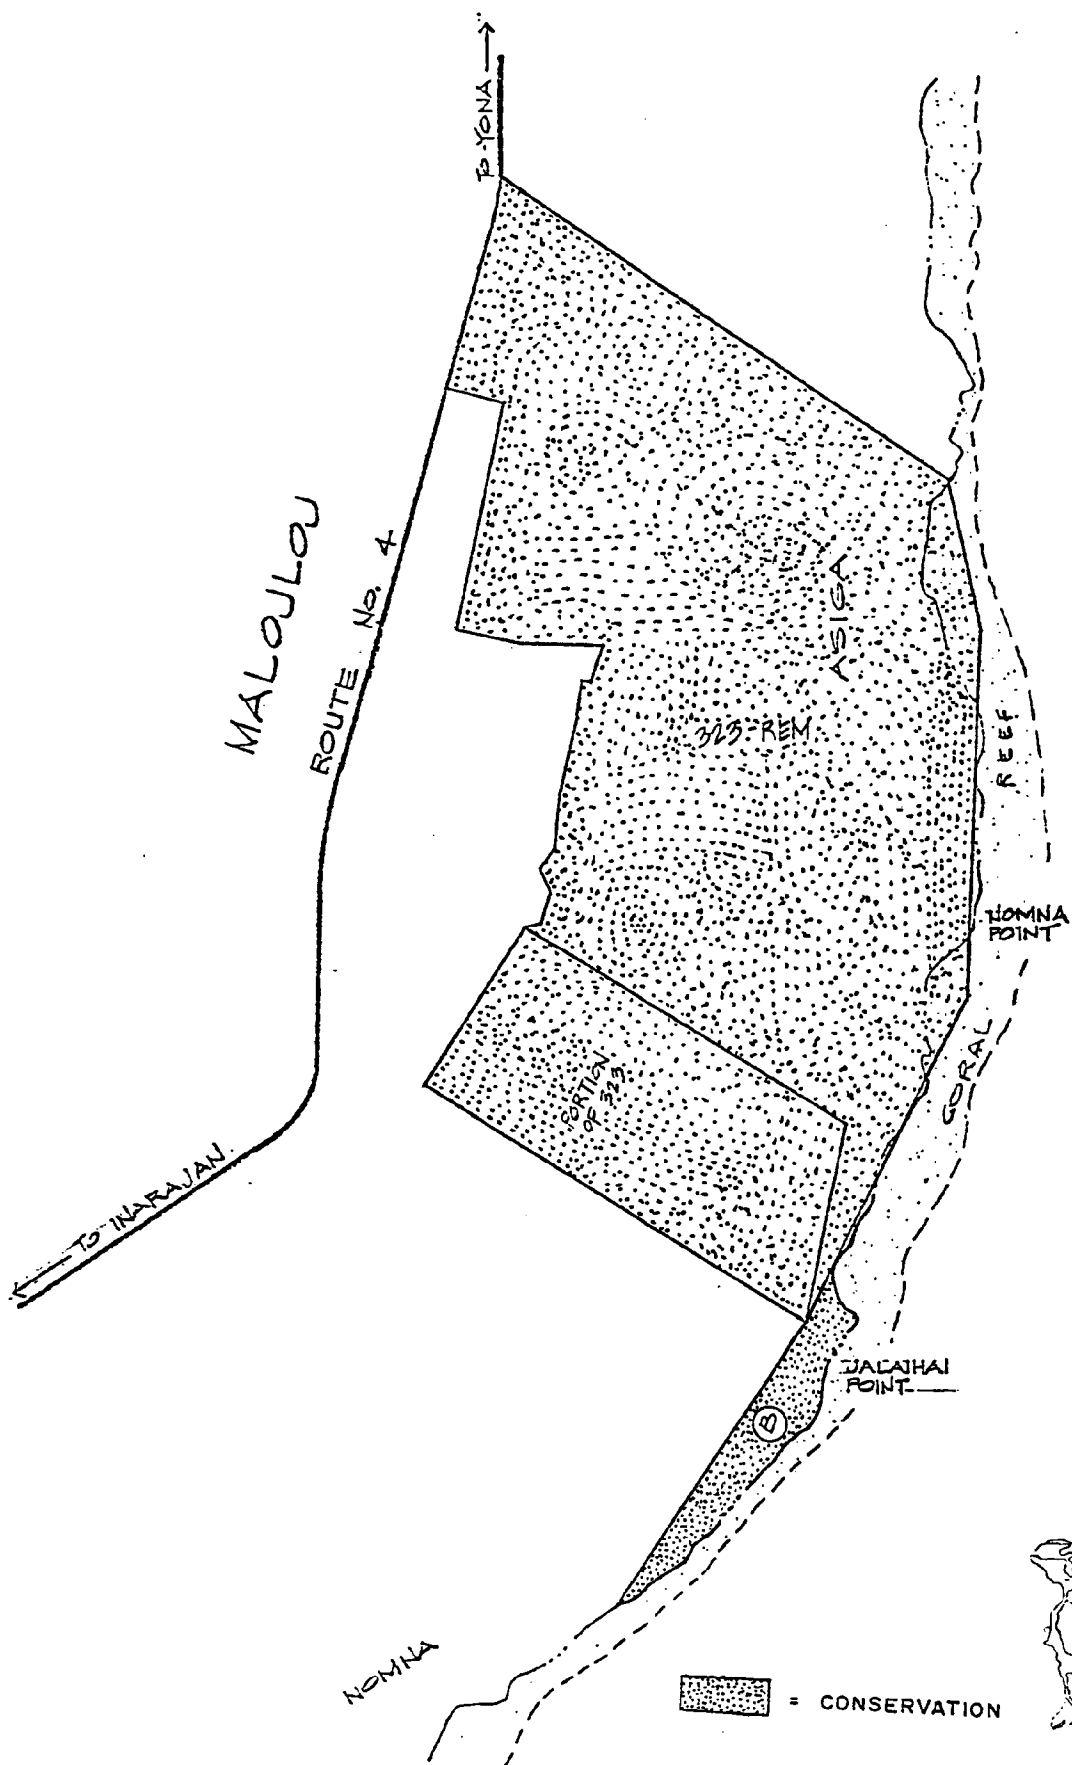 TO YONA
MALOJLOJ
ROUTE No. 4
ASIGA
323-REM
REEF
NOMNA
POINT
CORAL
PORTION
OF 323
TO INARAJAN
JALAIHAI
POINT
B
NOMNA
= CONSERVATION